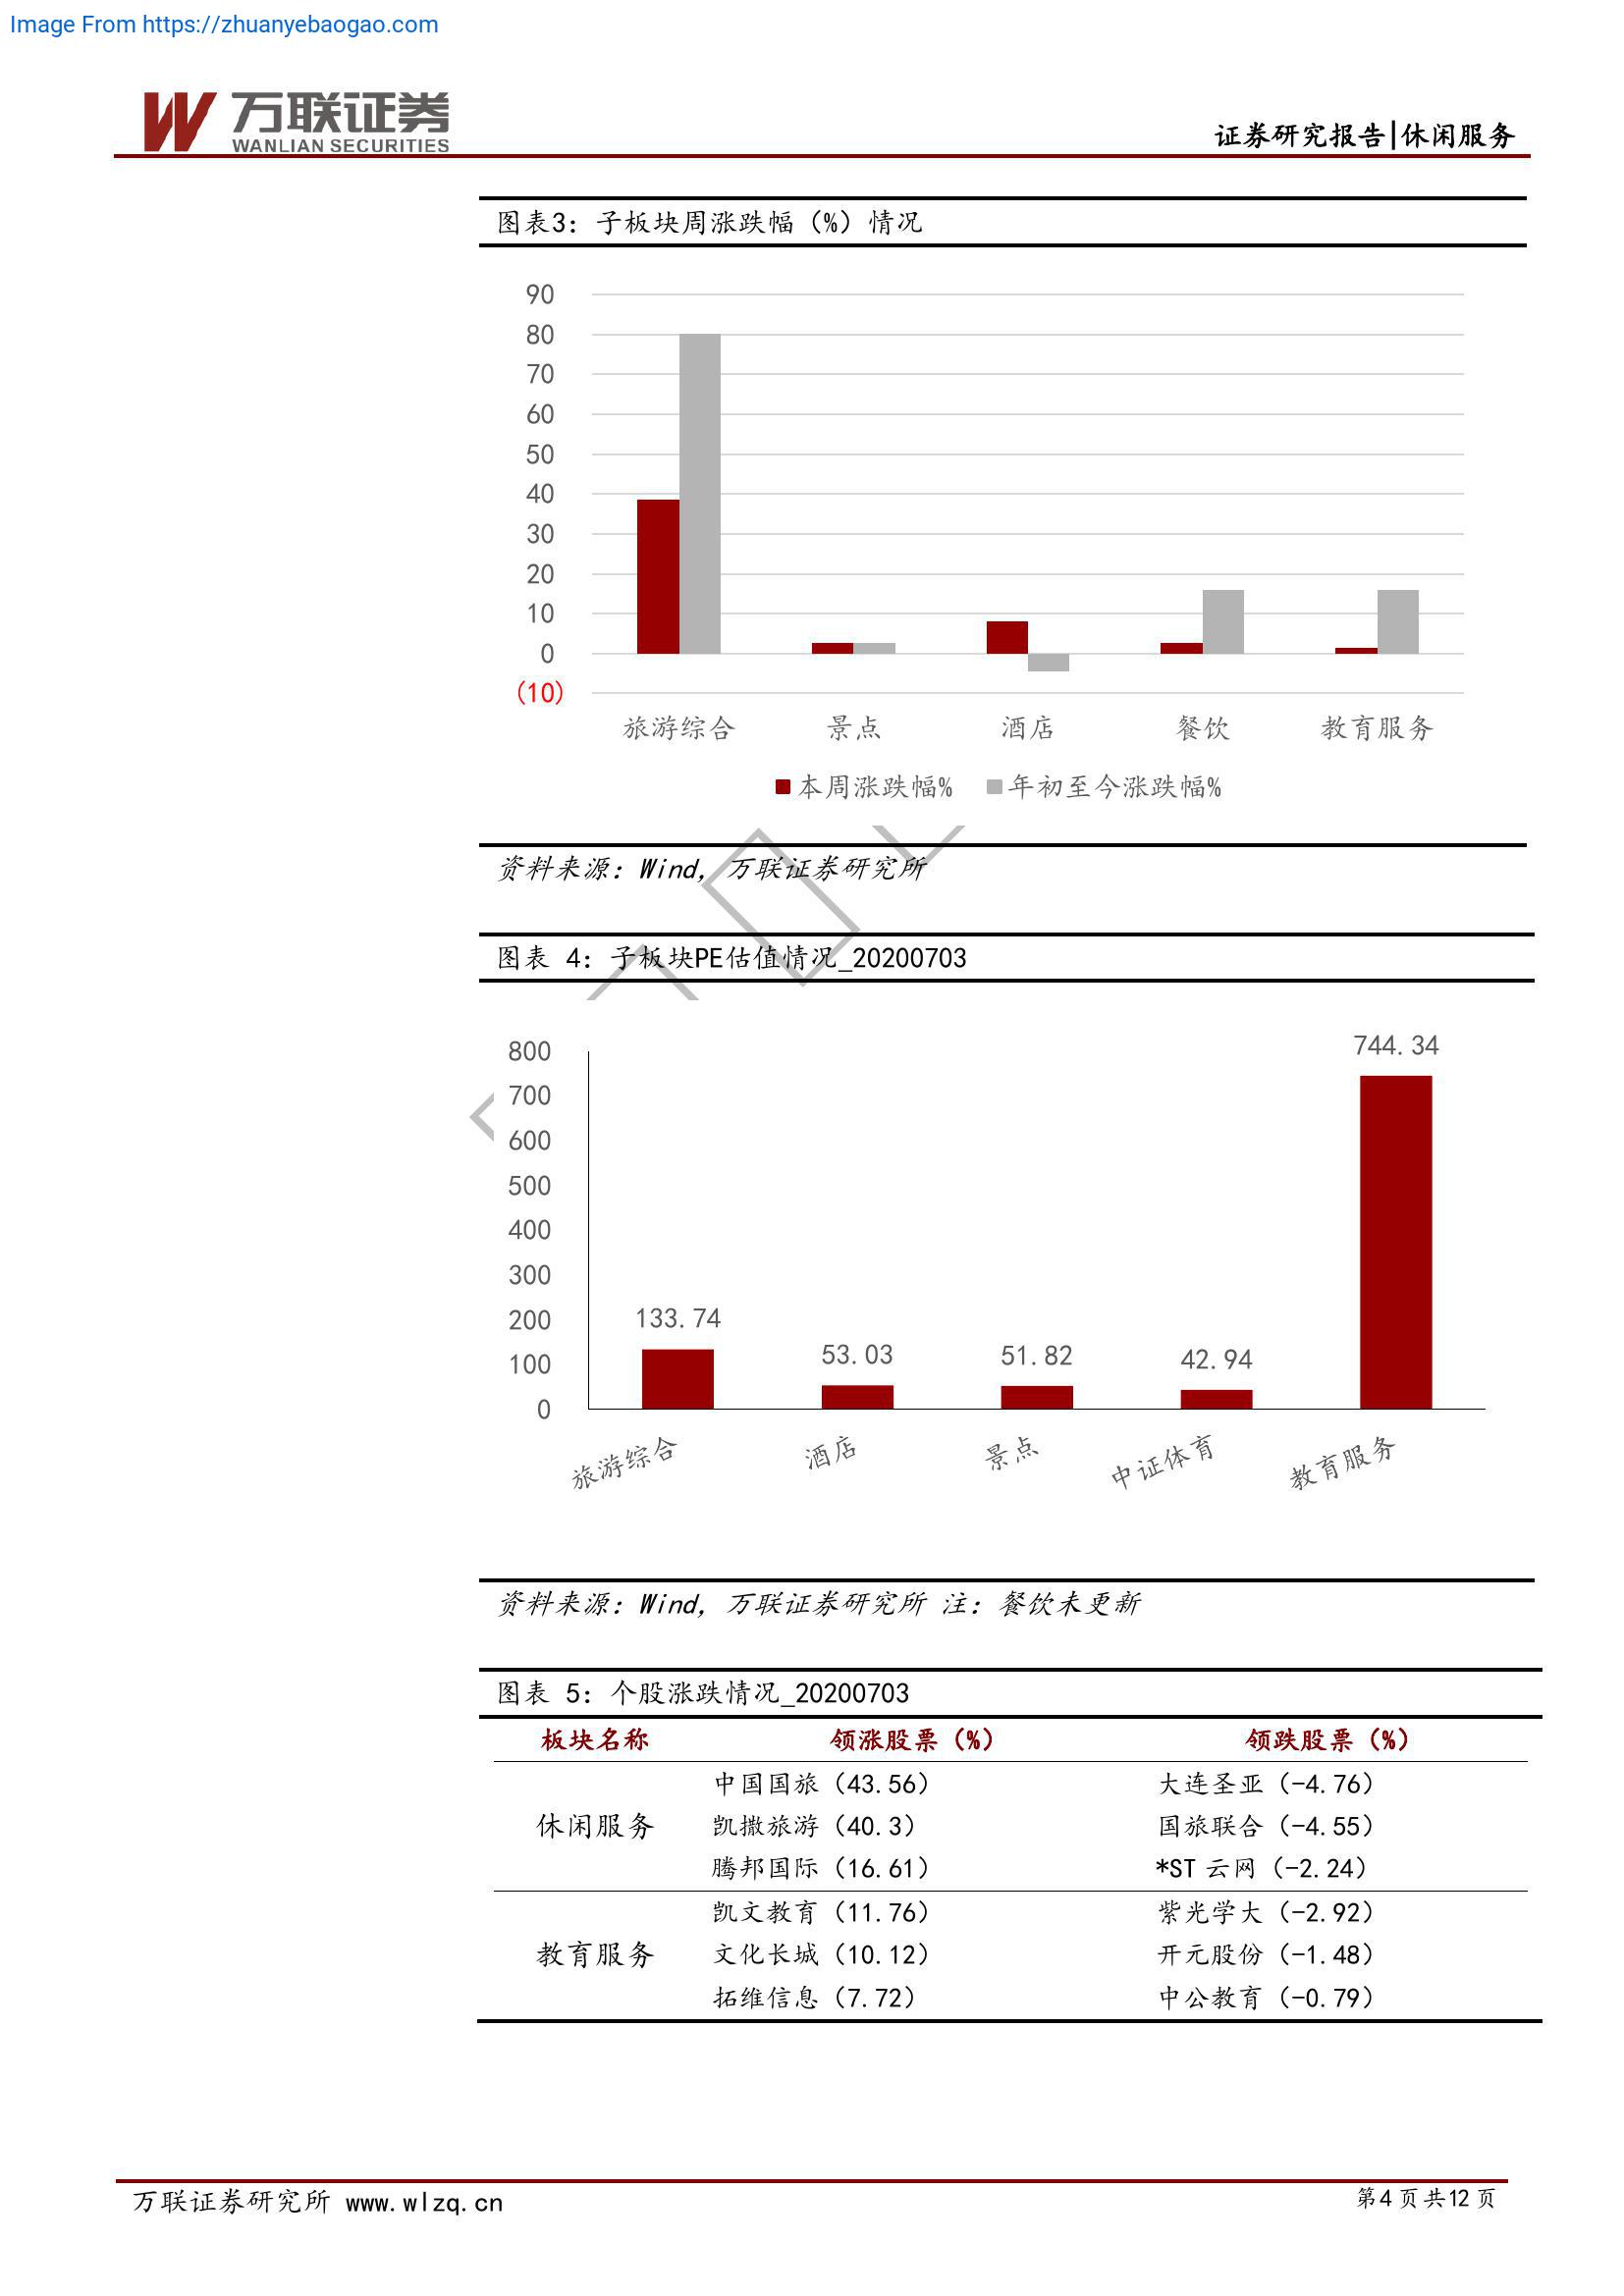 Image From https://zhuanyebaogao.com
万联证券
WANLIAN SECURITIES
证券研究报告|休闲服务
图表3：子板块周涨跌幅（%）情况
90
80
70
60
50
40
30
20
10
0
(10)
旅游综合 景点 酒店 餐饮 教育服务
本周涨跌幅% 年初至今涨跌幅%
资料来源：Wind，万联证券研究所
图表 4：子板块PE估值情况_20200703
800
700
600
500
400
300
200
100
0
133.74 53.03 51.82 42.94 744.34
旅游综合 酒店 景点 中证体育 教育服务
资料来源：Wind，万联证券研究所 注：餐饮未更新
图表 5：个股涨跌情况_20200703
板块名称 领涨股票（%） 领跌股票（%）
中国国旅（43.56） 大连圣亚（-4.76）
休闲服务 凯撒旅游（40.3） 国旅联合（-4.55）
腾邦国际（16.61） *ST 云网（-2.24）
凯文教育（11.76） 紫光学大（-2.92）
教育服务 文化长城（10.12） 开元股份（-1.48）
拓维信息（7.72） 中公教育（-0.79）
万联证券研究所 www.wlzq.cn 第4页共12页